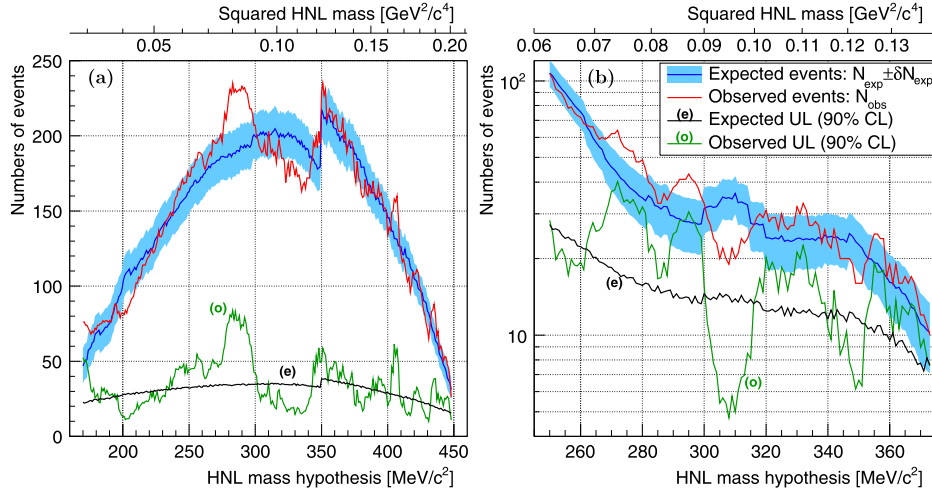 Squared HNL mass [GeV²/c⁴]
0.05 0.10 0.12 0.15 0.20
Numbers of events
250
200
150
100
50
0
(a)
(o)
(e)
200 250 300 350 400 450
HNL mass hypothesis [MeV/c²]
Squared HNL mass [GeV²/c⁴]
0.06 0.07 0.08 0.09 0.10 0.11 0.12 0.13
Numbers of events
10²
10
(b)
Expected events: N_exp ±δN_exp
Observed events: N_obs
(e) Expected UL (90% CL)
(o) Observed UL (90% CL)
(e)
(o)
260 280 300 320 340 360
HNL mass hypothesis [MeV/c²]